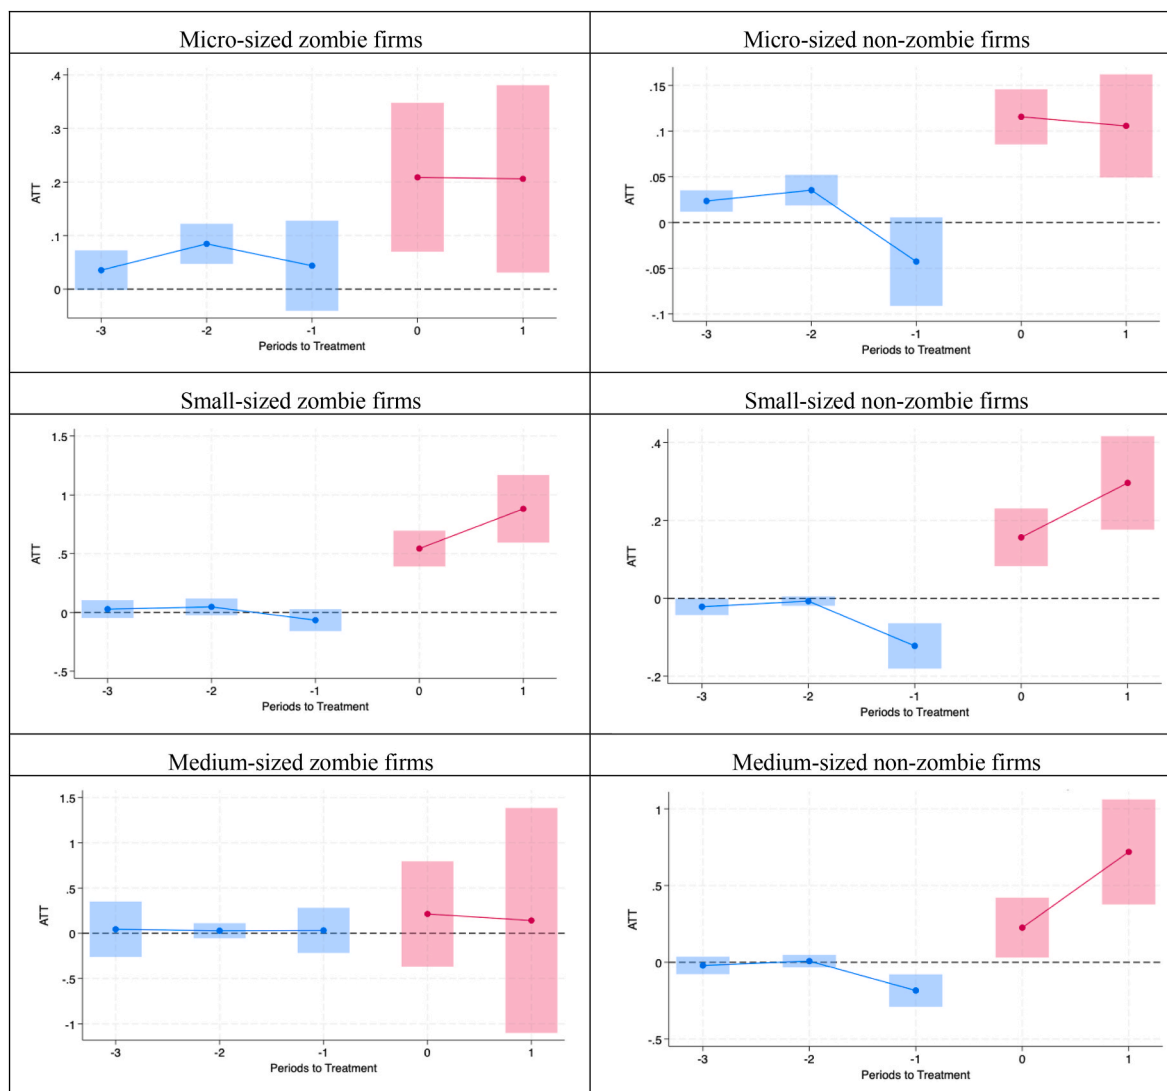 Micro-sized zombie firms
Micro-sized non-zombie firms
.4
.3
.2
.1
0
ATT
-3 -2 -1 0 1
Periods to Treatment
.15
.1
.05
0
-.05
-.1
ATT
-3 -2 -1 0 1
Periods to Treatment
Small-sized zombie firms
Small-sized non-zombie firms
1.5
1
.5
0
-.5
ATT
-3 -2 -1 0 1
Periods to Treatment
.4
.2
0
-.2
ATT
-3 -2 -1 0 1
Periods to Treatment
Medium-sized zombie firms
Medium-sized non-zombie firms
1.5
1
.5
0
-.5
-1
ATT
-3 -2 -1 0 1
Periods to Treatment
1
.5
0
-.5
ATT
-3 -2 -1 0 1
Periods to Treatment